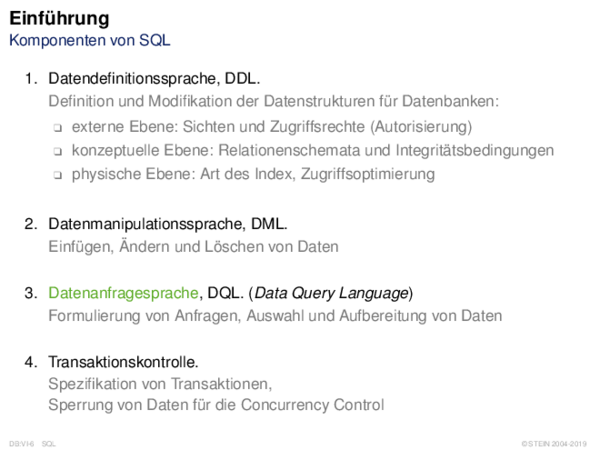 Einführung
Komponenten von SQL
1. Datendefinitionssprache, DDL.
Definition und Modifikation der Datenstrukturen für Datenbanken:
❑ externe Ebene: Sichten und Zugriffsrechte (Autorisierung)
❑ konzeptuelle Ebene: Relationenschemata und Integritätsbedingungen
❑ physische Ebene: Art des Index, Zugriffsoptimierung
2. Datenmanipulationssprache, DML.
Einfügen, Ändern und Löschen von Daten
3. Datenanfragesprache, DQL. (Data Query Language)
Formulierung von Anfragen, Auswahl und Aufbereitung von Daten
4. Transaktionskontrolle.
Spezifikation von Transaktionen,
Sperrung von Daten für die Concurrency Control
DB:VI-6 SQL © STEIN 2004-2019